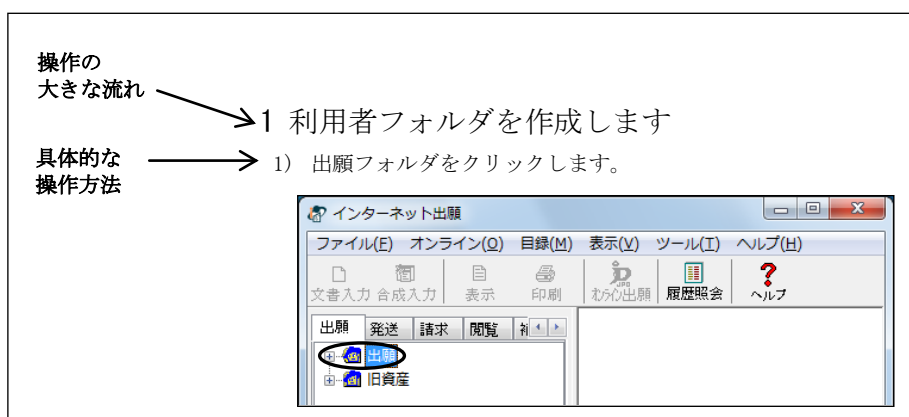 操作の
大きな流れ
1 利用者フォルダを作成します
具体的な
操作方法
1) 出願フォルダをクリックします。
インターネット出願
ファイル(F) オンライン(O) 目録(M) 表示(V) ツール(T) ヘルプ(H)
文書入力 合成入力 表示 印刷 オンライン出願 履歴照会 ヘルプ
出願 発送 請求 閲覧
出願
旧資産